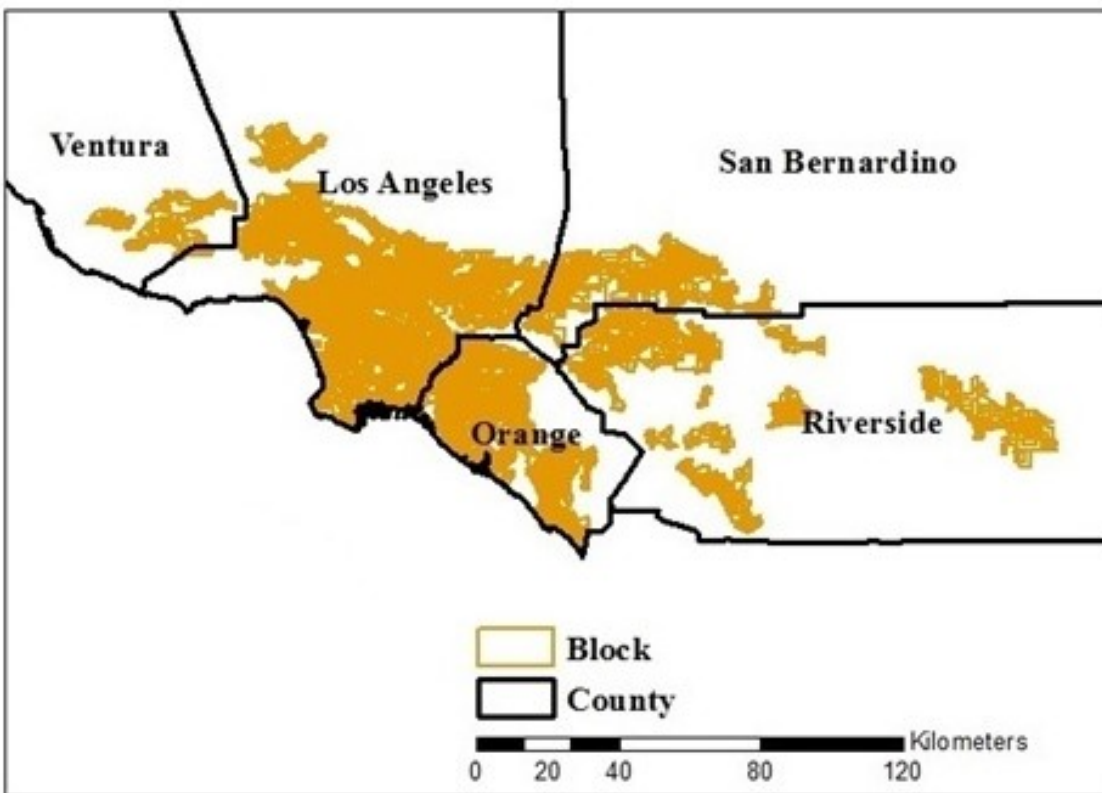 Ventura
Los Angeles
San Bernardino
Orange
Riverside
Block
County
Kilometers
0 20 40 80 120